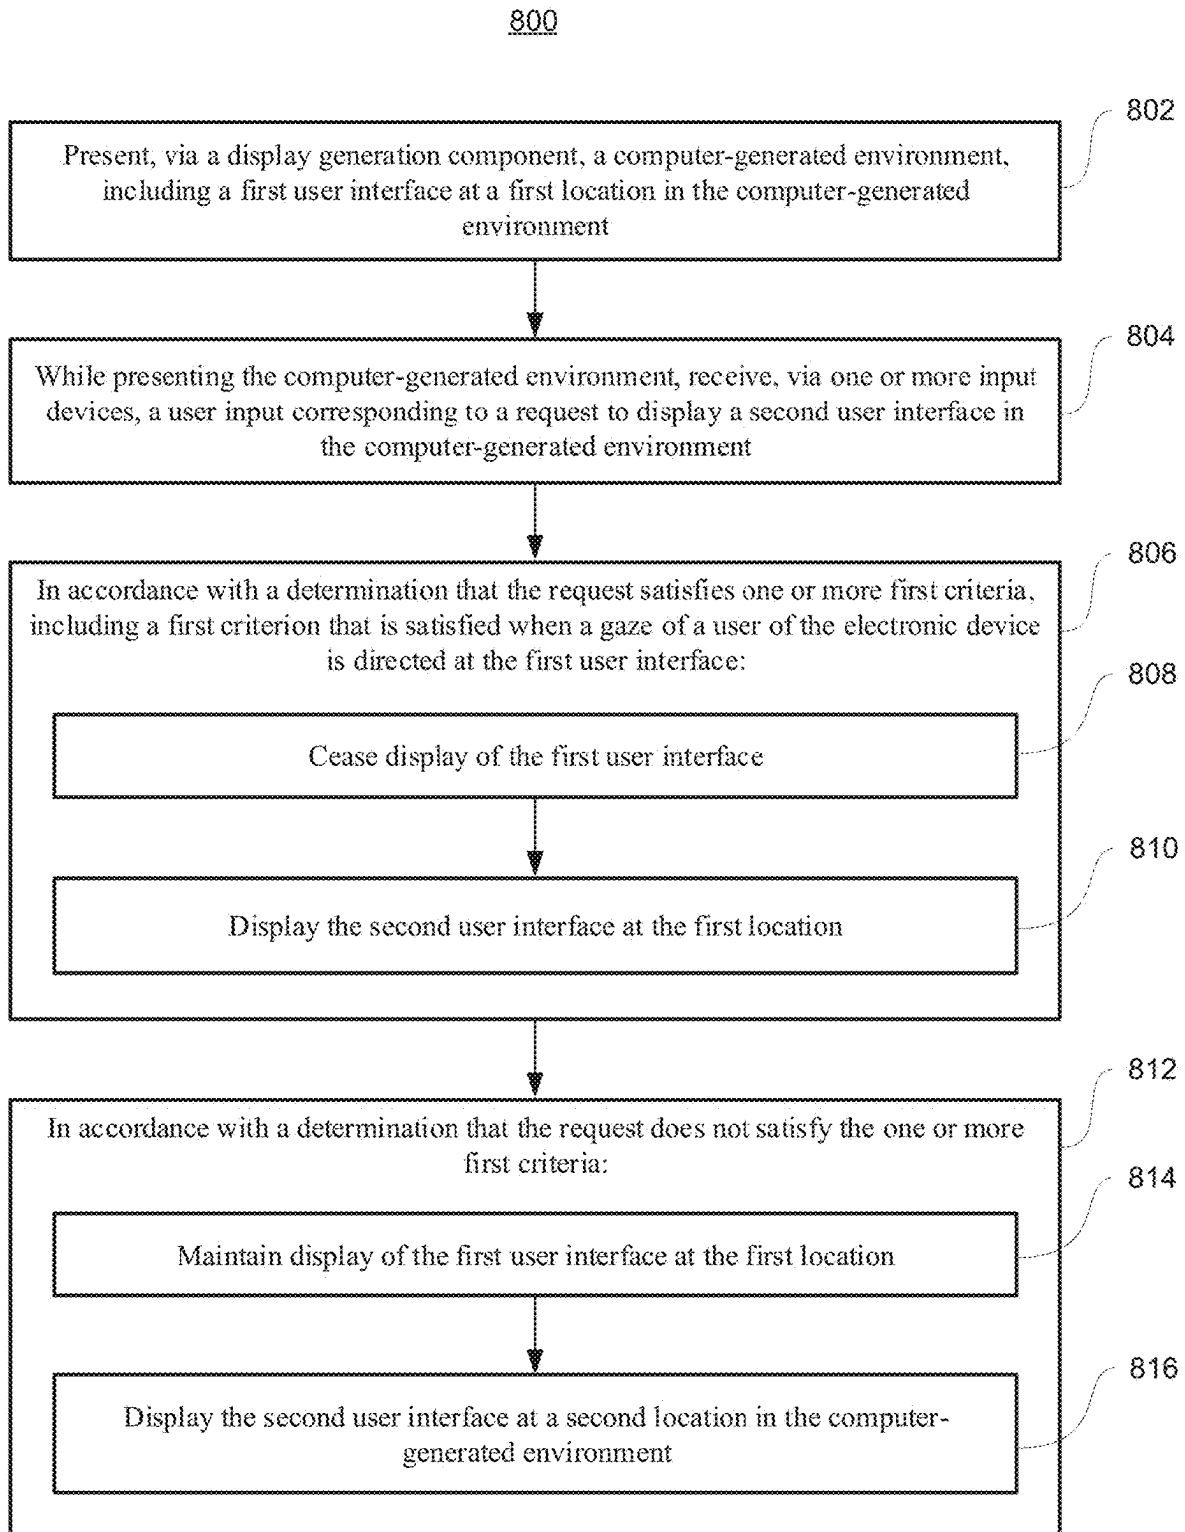 800
802
Present, via a display generation component, a computer-generated environment,
including a first user interface at a first location in the computer-generated
environment
804
While presenting the computer-generated environment, receive, via one or more input
devices, a user input corresponding to a request to display a second user interface in
the computer-generated environment
806
In accordance with a determination that the request satisfies one or more first criteria,
including a first criterion that is satisfied when a gaze of a user of the electronic device
is directed at the first user interface:
808
Cease display of the first user interface
810
Display the second user interface at the first location
812
In accordance with a determination that the request does not satisfy the one or more
first criteria:
814
Maintain display of the first user interface at the first location
816
Display the second user interface at a second location in the computer-
generated environment